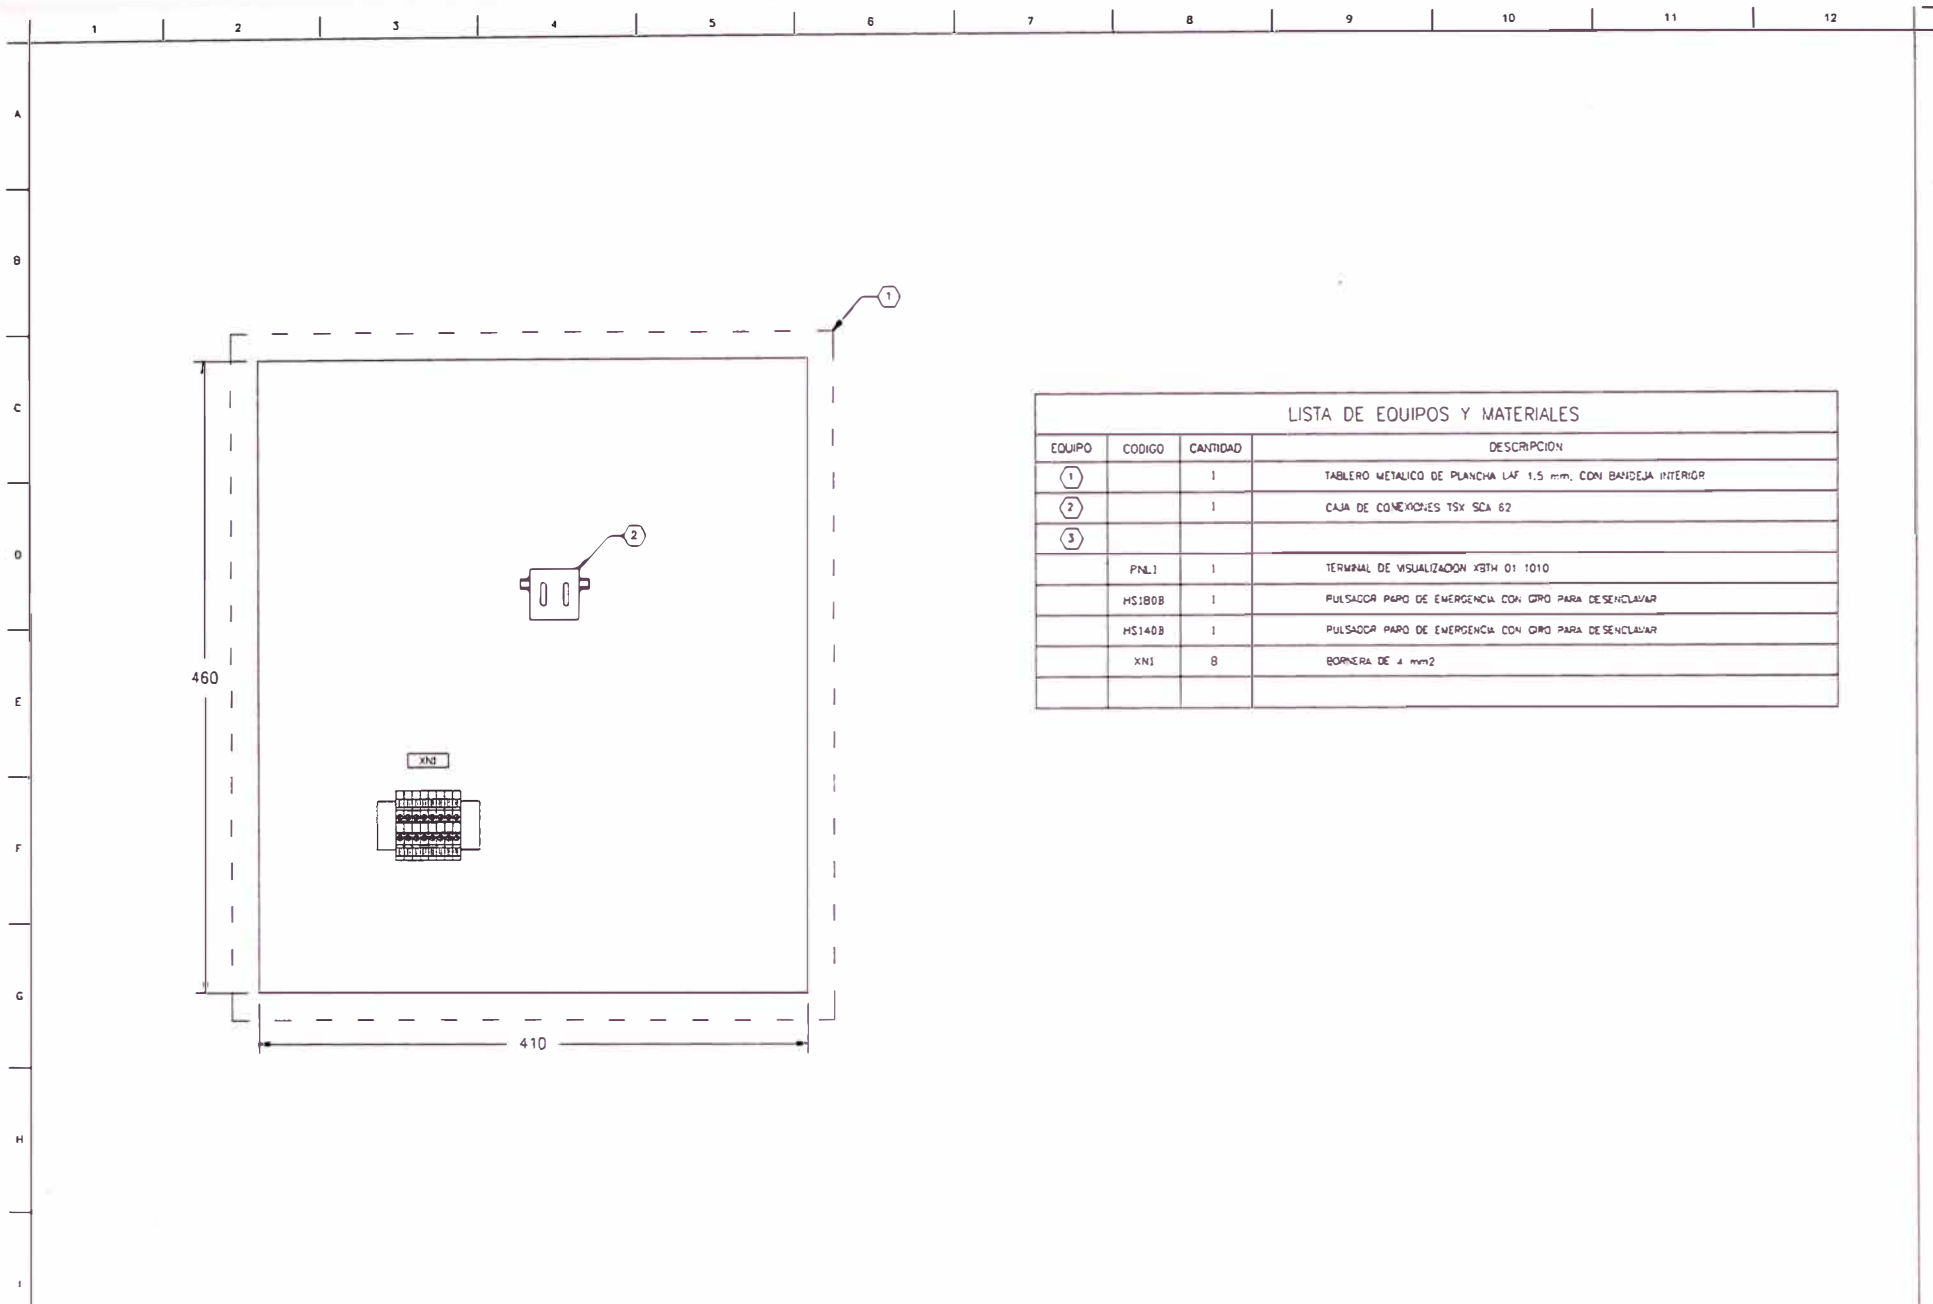 1 2 3 4 5 6 7 8 9 10 11 12
A
B
C
D
E
F
G
H
I
1
2
460
XN1
410
LISTA DE EQUIPOS Y MATERIALES
EQUIPO CODIGO CANTIDAD DESCRIPCION
1 1 TABLERO METALICO DE PLANCHA LAF 1.5 mm. CON BANDEJA INTERIOR
2 1 CAJA DE CONEXIONES TSX SCA 62
3
PNL1 1 TERMINAL DE VISUALIZACION XBTH 01 1010
HS180B 1 PULSADOR PARO DE EMERGENCIA CON GIRO PARA DESENCLAVAR
HS140B 1 PULSADOR PARO DE EMERGENCIA CON GIRO PARA DESENCLAVAR
XN1 8 BORNERA DE 4 mm2